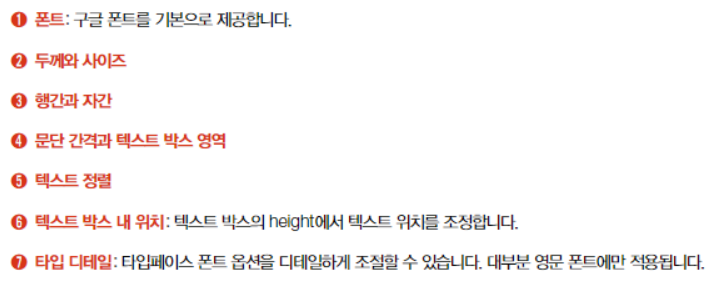 ❶ 폰트: 구글 폰트를 기본으로 제공합니다.
❷ 두께와 사이즈
❸ 행간과 자간
❹ 문단 간격과 텍스트 박스 영역
❺ 텍스트 정렬
❻ 텍스트 박스 내 위치: 텍스트 박스의 height에서 텍스트 위치를 조정합니다.
❼ 타입 디테일: 타입페이스 폰트 옵션을 디테일하게 조절할 수 있습니다. 대부분 영문 폰트에만 적용됩니다.